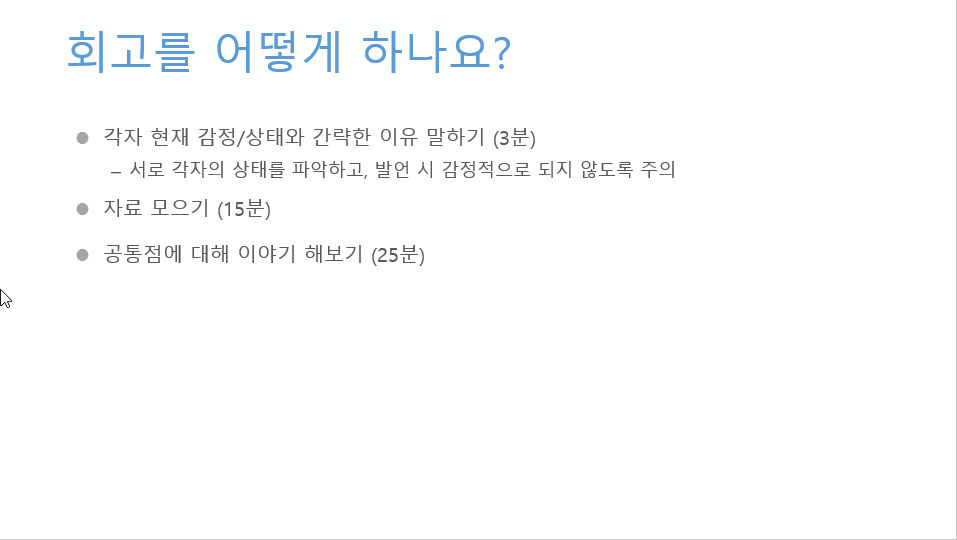 회고를 어떻게 하나요?
● 각자 현재 감정/상태와 간략한 이유 말하기 (3분)
– 서로 각자의 상태를 파악하고, 발언 시 감정적으로 되지 않도록 주의
● 자료 모으기 (15분)
● 공통점에 대해 이야기 해보기 (25분)